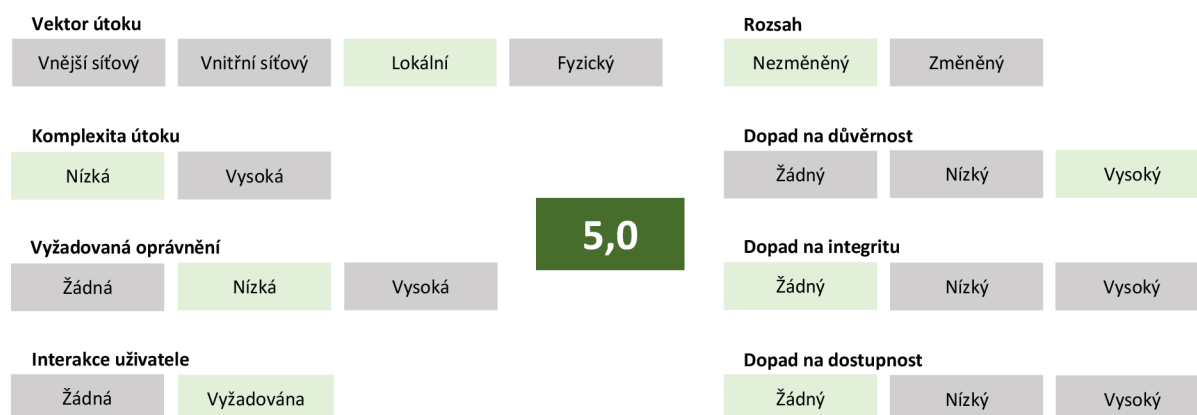 Vektor útoku
Vnější síťový Vnitřní síťový Lokální Fyzický
Komplexita útoku
Nízká Vysoká
Vyžadovaná oprávnění
Žádná Nízká Vysoká
Interakce uživatele
Žádná Vyžadována
5,0
Rozsah
Nezměněný Změněný
Dopad na důvěrnost
Žádný Nízký Vysoký
Dopad na integritu
Žádný Nízký Vysoký
Dopad na dostupnost
Žádný Nízký Vysoký